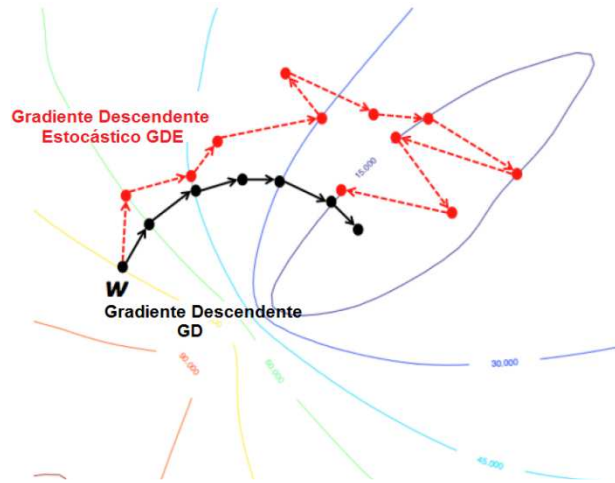 Gradiente Descendente
Estocástico GDE
15.000
W
Gradiente Descendente
GD
90.000
60.000
30.000
45.000